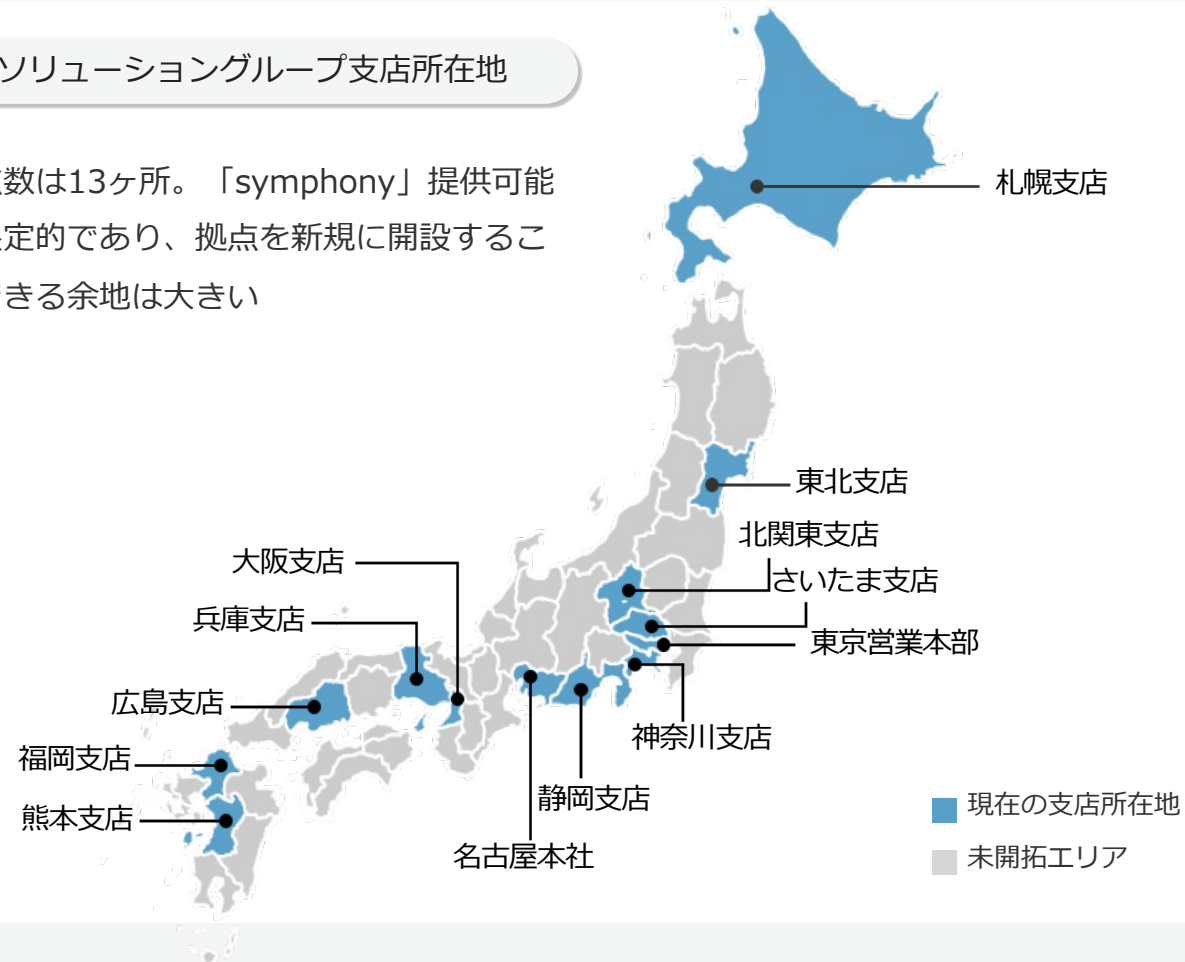 ソリューショングループ支店所在地
数は13ヶ所。「symphony」提供可能
定的であり、拠点を新規に開設するこ
きる余地は大きい
札幌支店
東北支店
北関東支店
さいたま支店
東京営業本部
神奈川支店
静岡支店
名古屋本社
大阪支店
兵庫支店
広島支店
福岡支店
熊本支店
現在の支店所在地
未開拓エリア